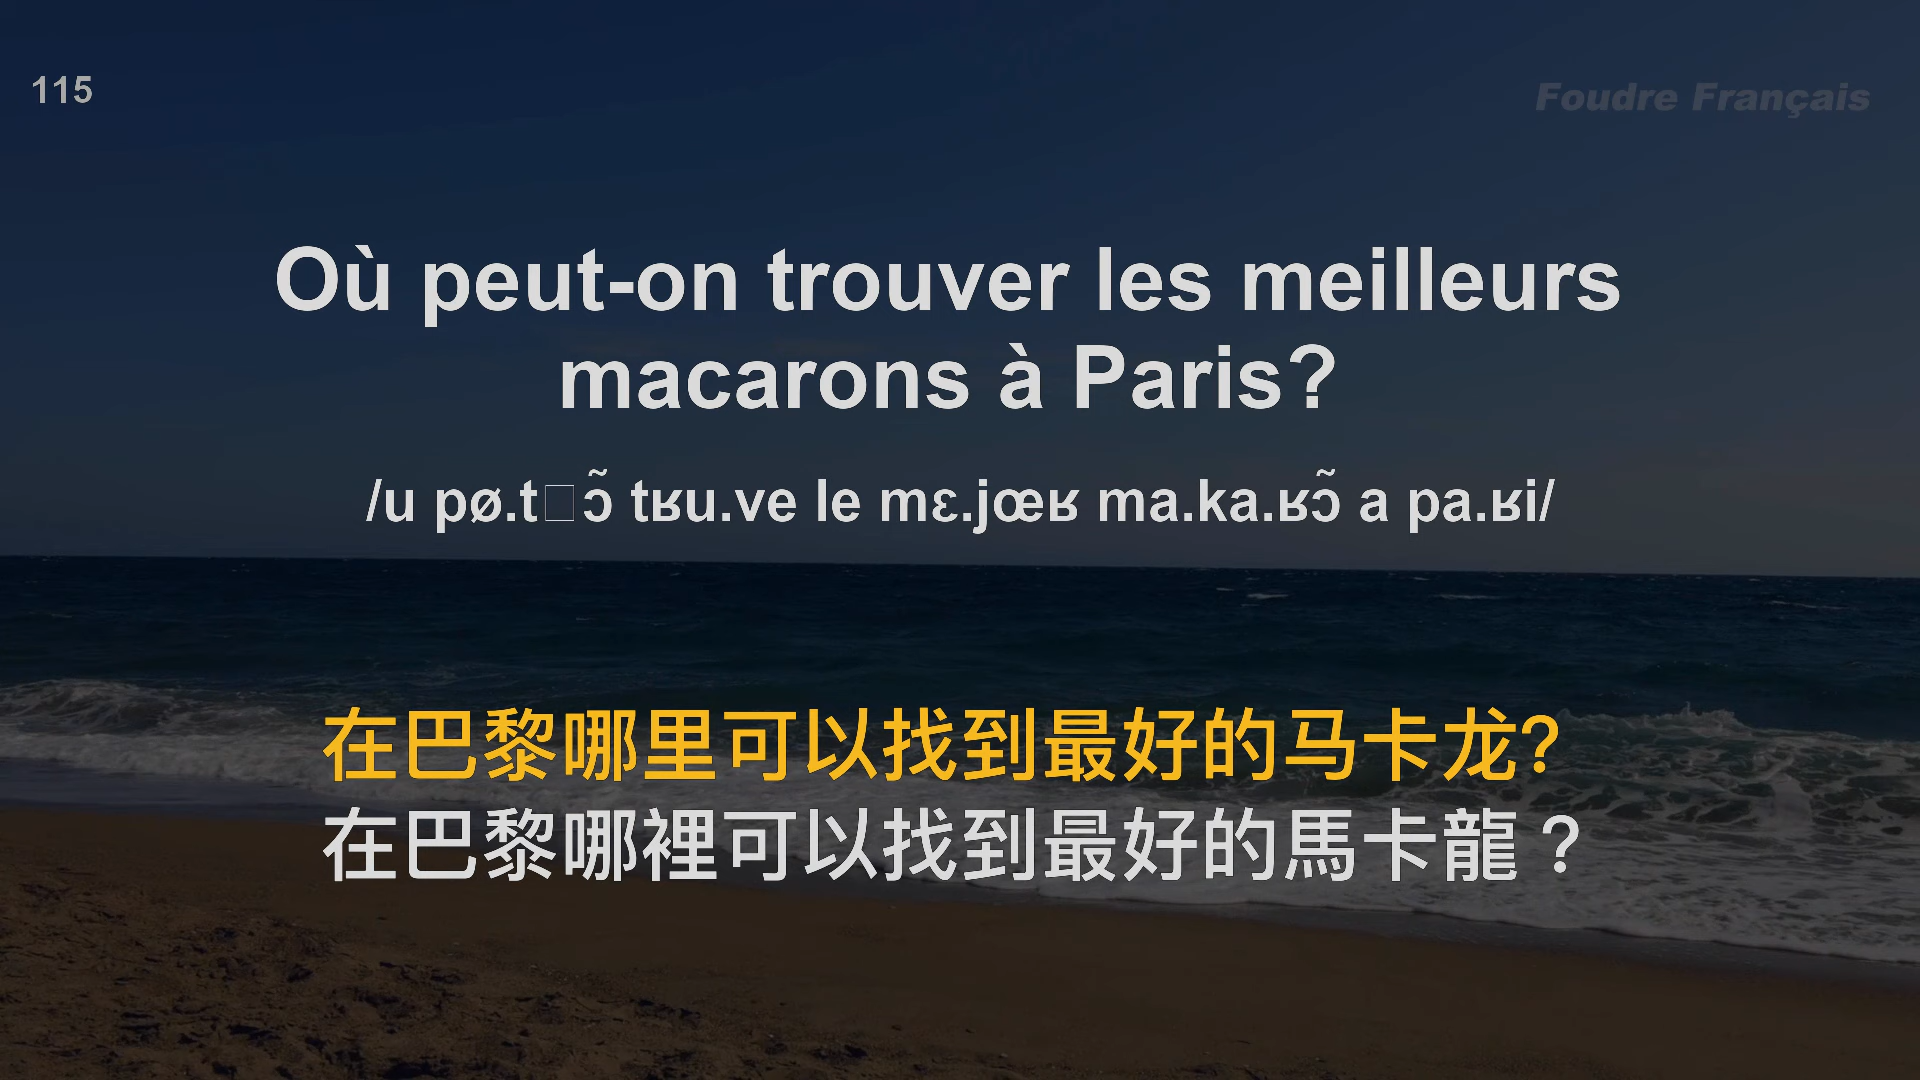 115
Foudre Français
Où peut-on trouver les meilleurs
macarons à Paris?
/u pø.t□ɔ̃ tʁu.ve le mɛ.jœʁ ma.ka.ʁɔ̃ a pa.ʁi/
在巴黎哪里可以找到最好的马卡龙?
在巴黎哪裡可以找到最好的馬卡龍？